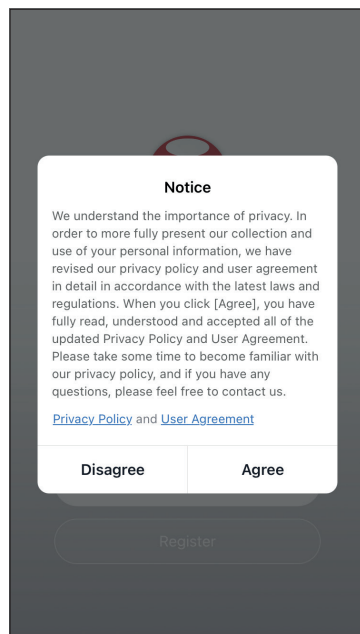 Notice
We understand the importance of privacy. In
order to more fully present our collection and
use of your personal information, we have
revised our privacy policy and user agreement
in detail in accordance with the latest laws and
regulations. When you click [Agree], you have
fully read, understood and accepted all of the
updated Privacy Policy and User Agreement.
Please take some time to become familiar with
our privacy policy, and if you have any
questions, please feel free to contact us.
Privacy Policy and User Agreement
Disagree Agree
Register